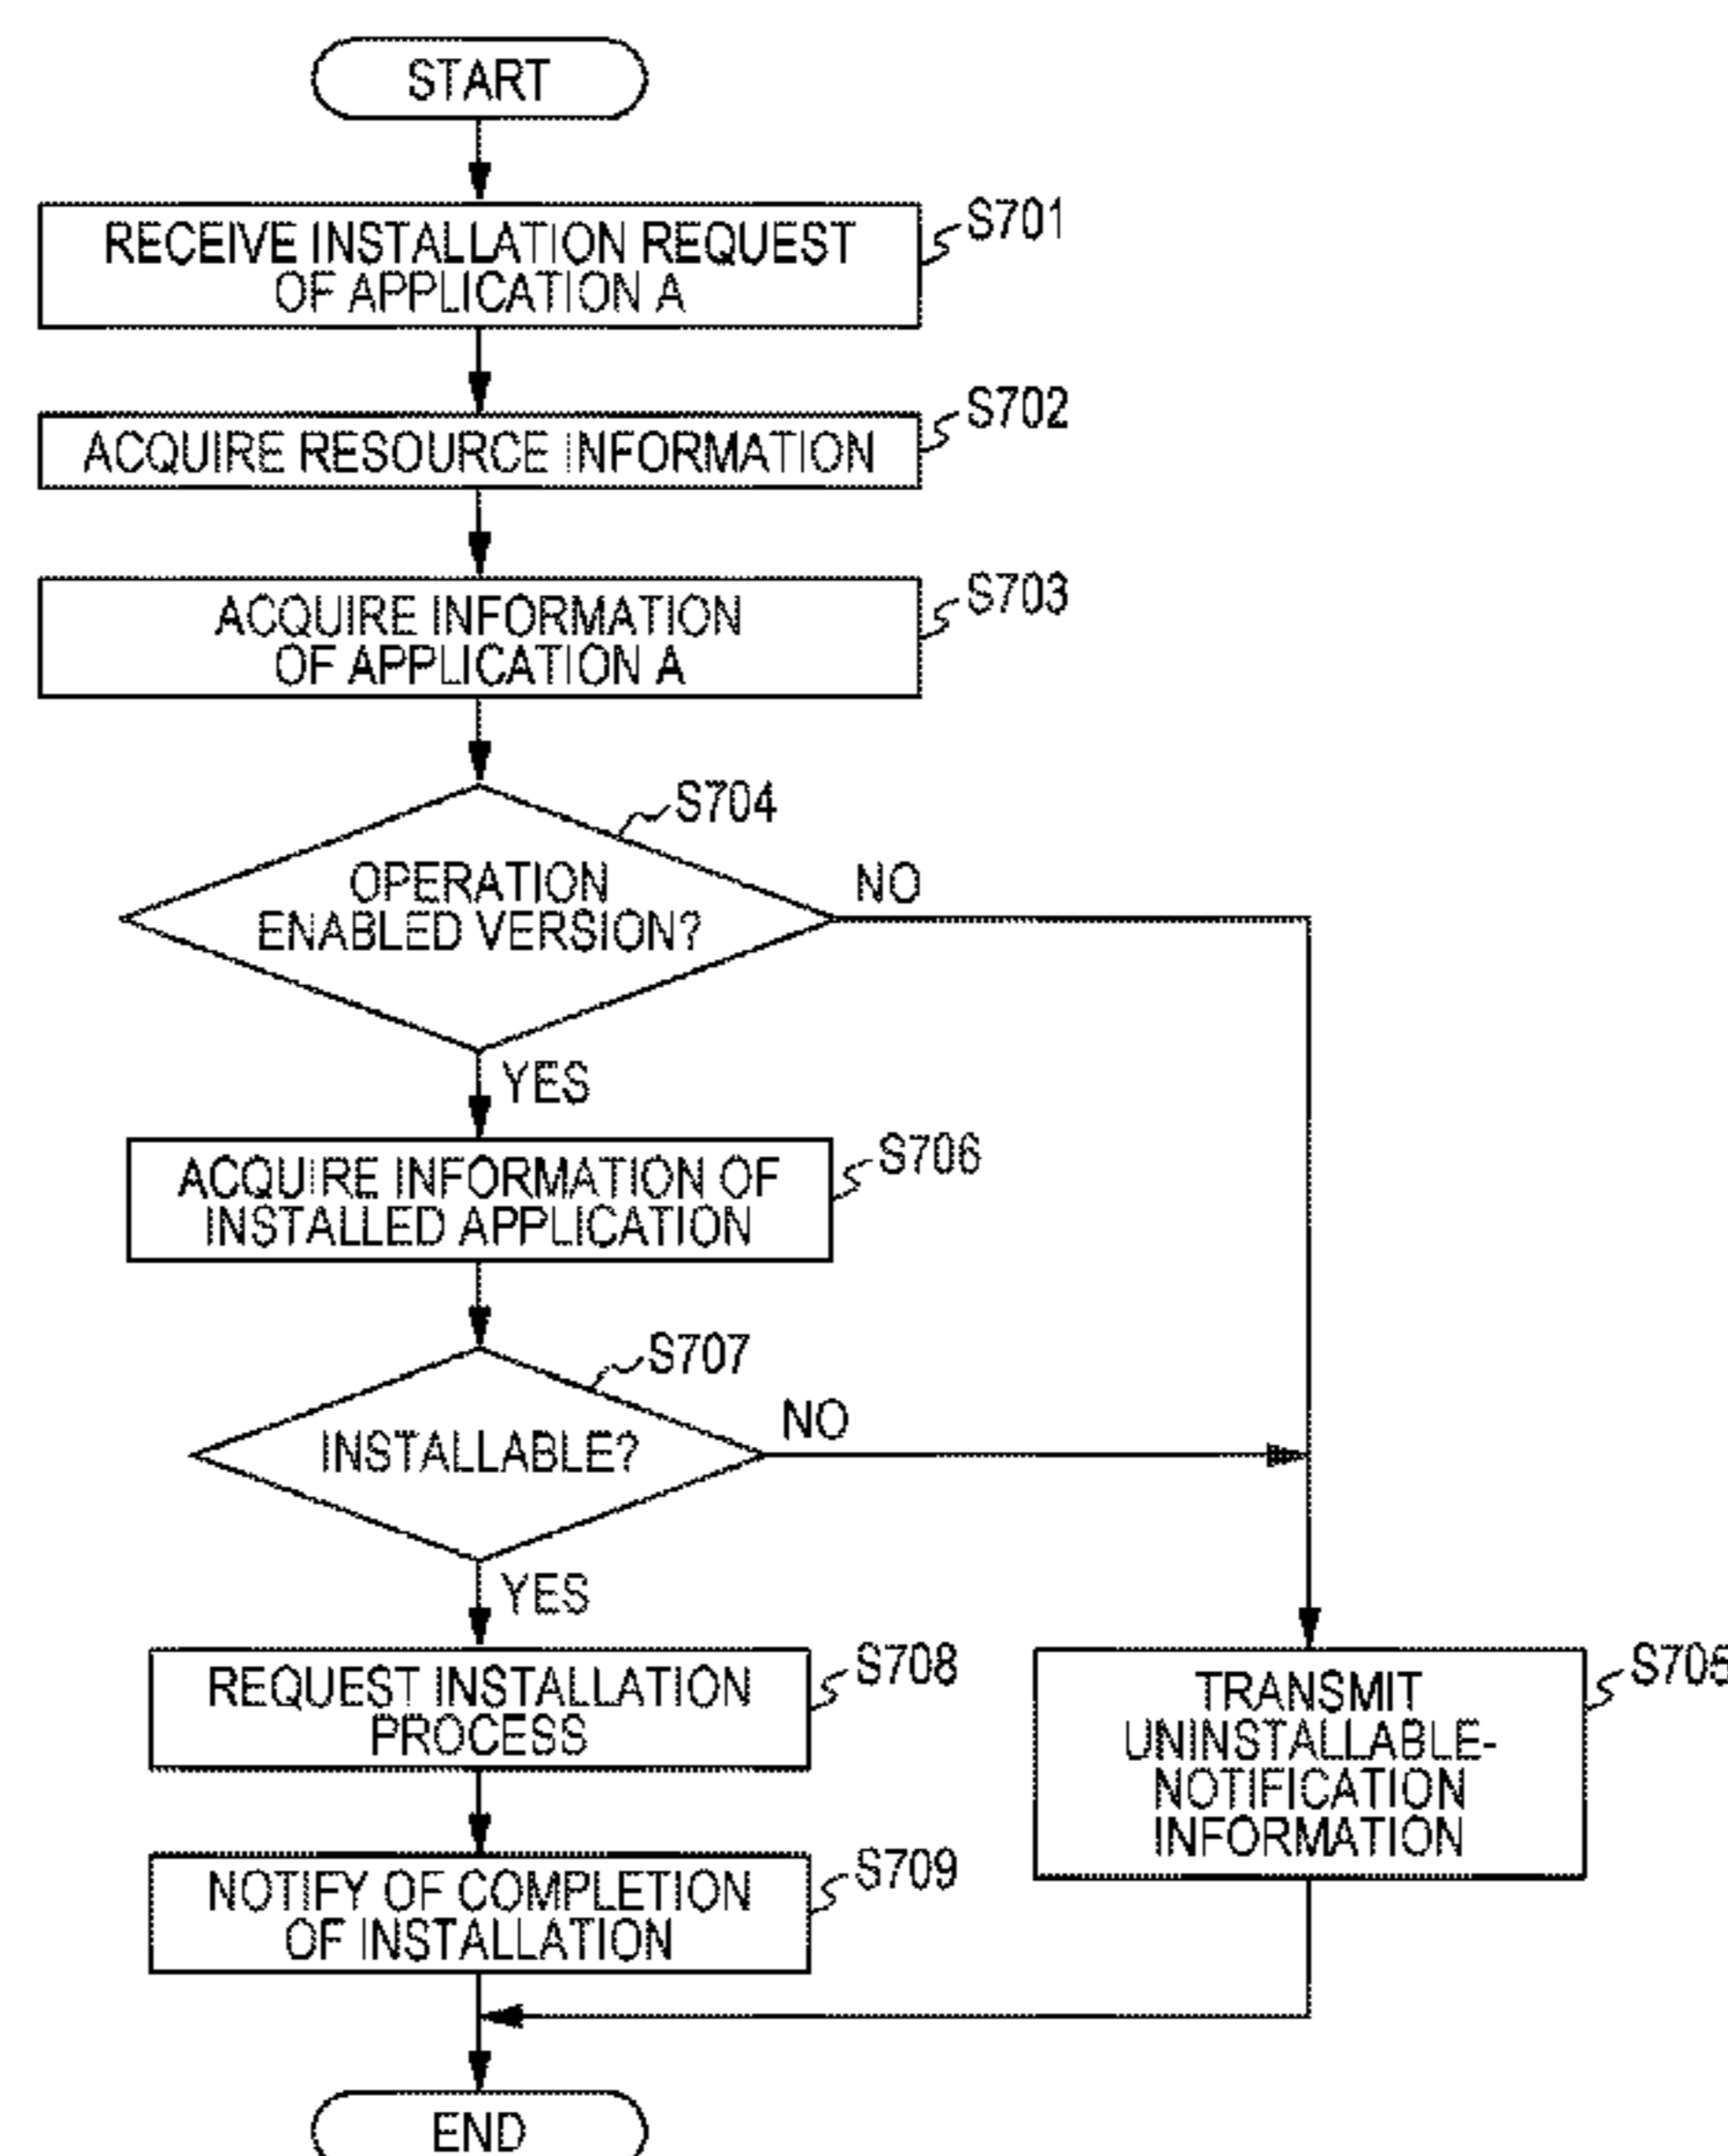 START
RECEIVE INSTALLATION REQUEST
OF APPLICATION A
S701
ACQUIRE RESOURCE INFORMATION
S702
ACQUIRE INFORMATION
OF APPLICATION A
S703
S704
OPERATION
ENABLED VERSION?
NO
YES
ACQUIRE INFORMATION OF
INSTALLED APPLICATION
S706
S707
INSTALLABLE?
NO
YES
REQUEST INSTALLATION
PROCESS
S708
TRANSMIT
UNINSTALLABLE-
NOTIFICATION
INFORMATION
S705
NOTIFY OF COMPLETION
OF INSTALLATION
S709
END